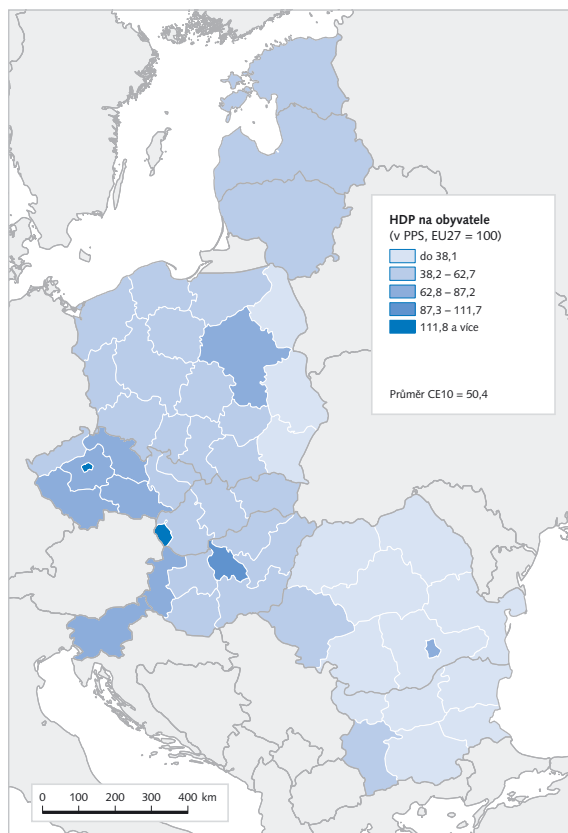 HDP na obyvatele
(v PPS, EU27 = 100)
do 38,1
38,2 – 62,7
62,8 – 87,2
87,3 – 111,7
111,8 a více
Průměr CE10 = 50,4
0 100 200 300 400 km